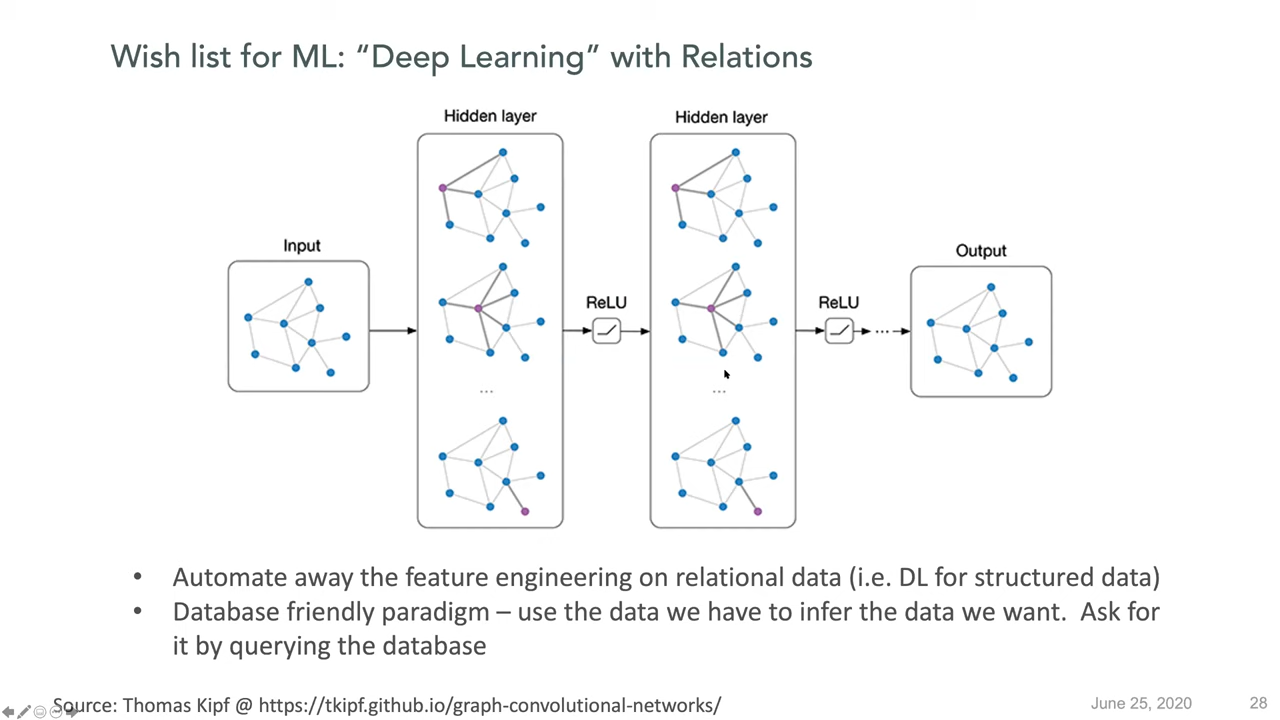 Wish list for ML: “Deep Learning” with Relations
Hidden layer
Hidden layer
Input
Output
ReLU
ReLU
...
...
...
• Automate away the feature engineering on relational data (i.e. DL for structured data)
• Database friendly paradigm – use the data we have to infer the data we want.  Ask for
it by querying the database
Source: Thomas Kipf @ https://tkipf.github.io/graph-convolutional-networks/
June 25, 2020
28